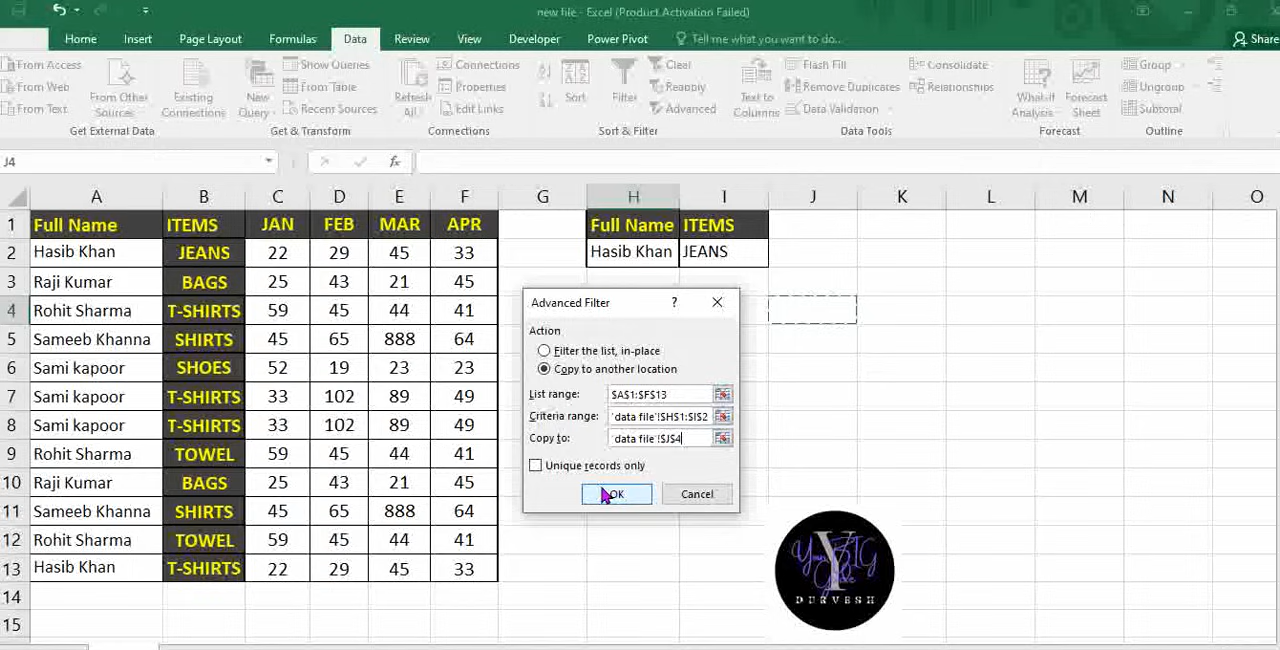 new file - Excel (Product Activation Failed)
Home Insert Page Layout Formulas Data Review View Developer Power Pivot Tell me what you want to do... Share
From Access
From Web
From Text
From Other Sources
Existing Connections
Get External Data
New Query
Show Queries
From Table
Recent Sources
Get & Transform
Refresh All
Connections
Properties
Edit Links
Connections
Sort
Filter
Clear
Reapply
Advanced
Sort & Filter
Text to Columns
Flash Fill
Remove Duplicates
Data Validation
Consolidate
Relationships
Data Tools
What-If Analysis
Forecast Sheet
Forecast
Group
Ungroup
Subtotal
Outline
J4 fx
A B C D E F G H I J K L M N O
1 Full Name ITEMS JAN FEB MAR APR Full Name ITEMS
2 Hasib Khan JEANS 22 29 45 33 Hasib Khan JEANS
3 Raji Kumar BAGS 25 43 21 45
4 Rohit Sharma T-SHIRTS 59 45 44 41
5 Sameeb Khanna SHIRTS 45 65 888 64
6 Sami kapoor SHOES 52 19 23 23
7 Sami kapoor T-SHIRTS 33 102 89 49
8 Sami kapoor T-SHIRTS 33 102 89 49
9 Rohit Sharma TOWEL 59 45 44 41
10 Raji Kumar BAGS 25 43 21 45
11 Sameeb Khanna SHIRTS 45 65 888 64
12 Rohit Sharma TOWEL 59 45 44 41
13 Hasib Khan T-SHIRTS 22 29 45 33
14
15
Advanced Filter ?
Action
Filter the list, in-place
Copy to another location
List range: $A$1:$F$13
Criteria range: 'data file'!$H$1:$I$2
Copy to: 'data file'!$J$4
Unique records only
OK Cancel
Y
DURVESH